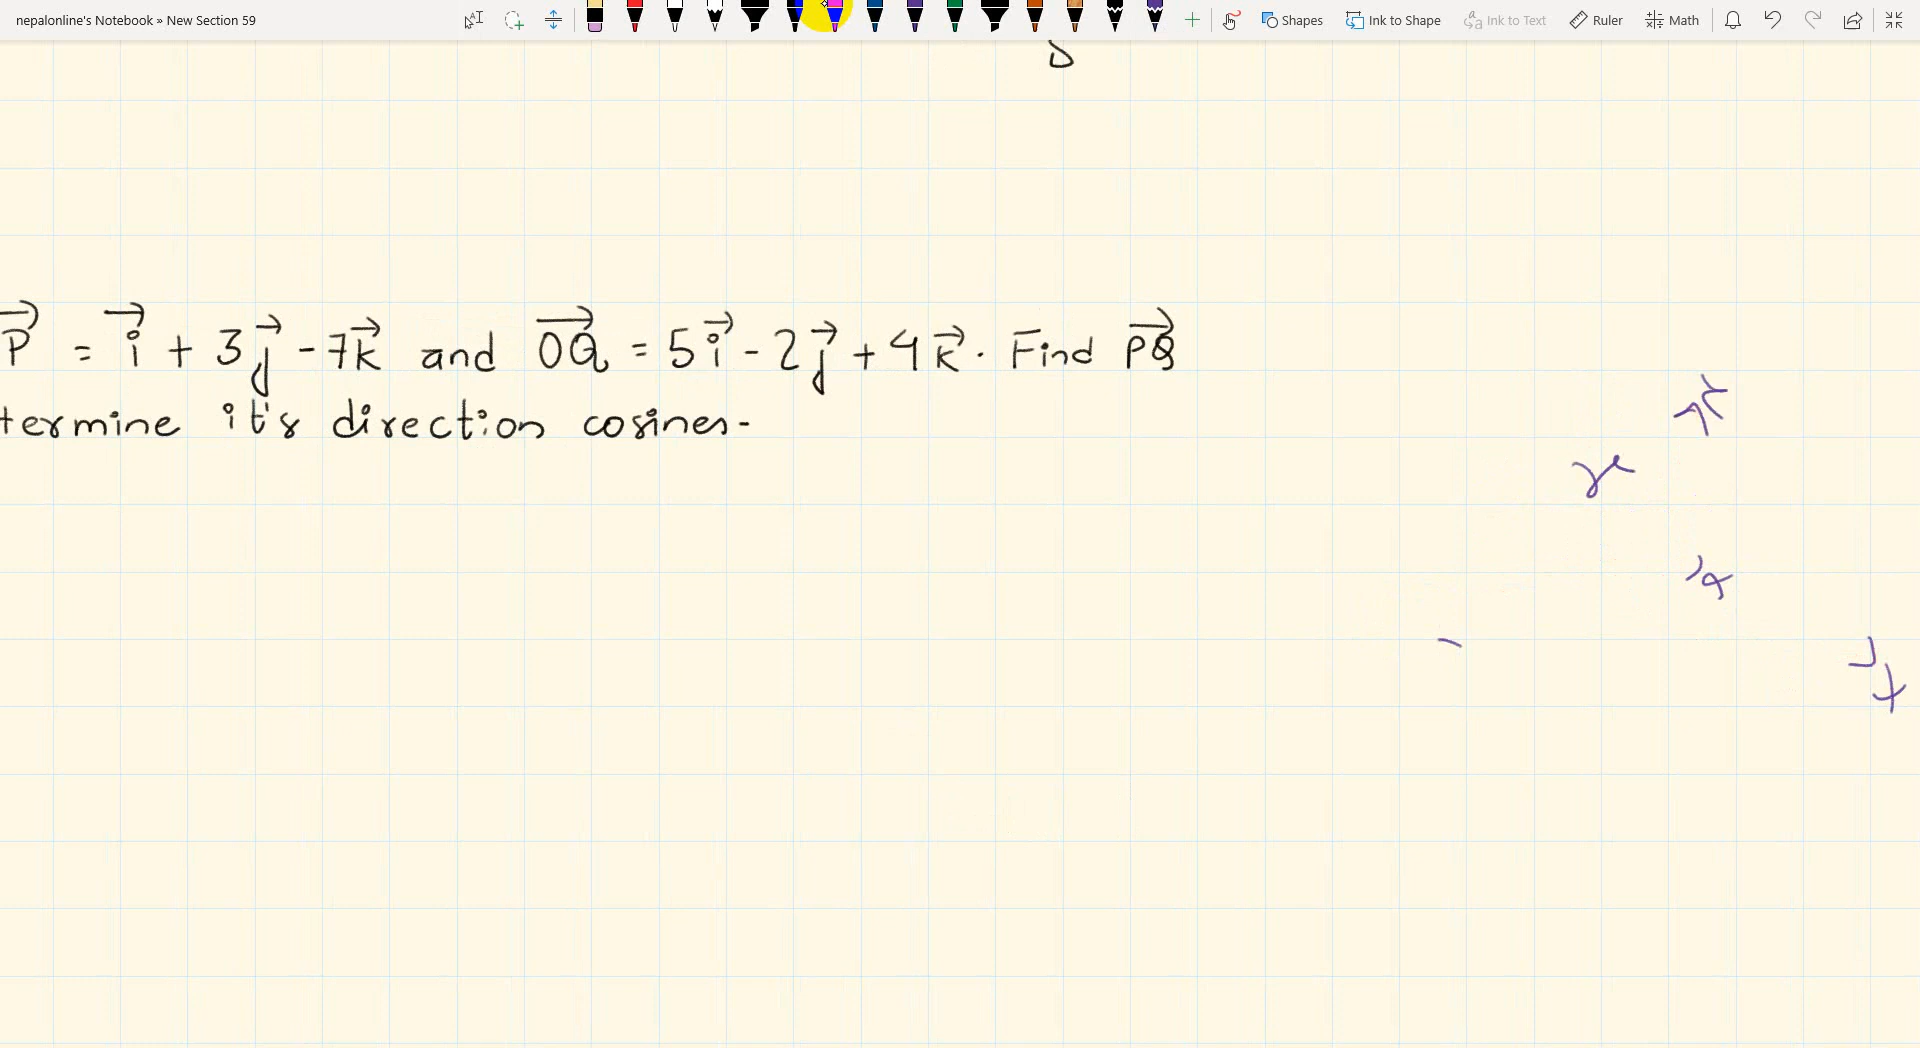 nepalonline's Notebook » New Section 59
Shapes
Ink to Shape
Ink to Text
Ruler
Math
P = i + 3j - 7k and OQ = 5i - 2j + 4k. Find PQ
termine it's direction cosines.